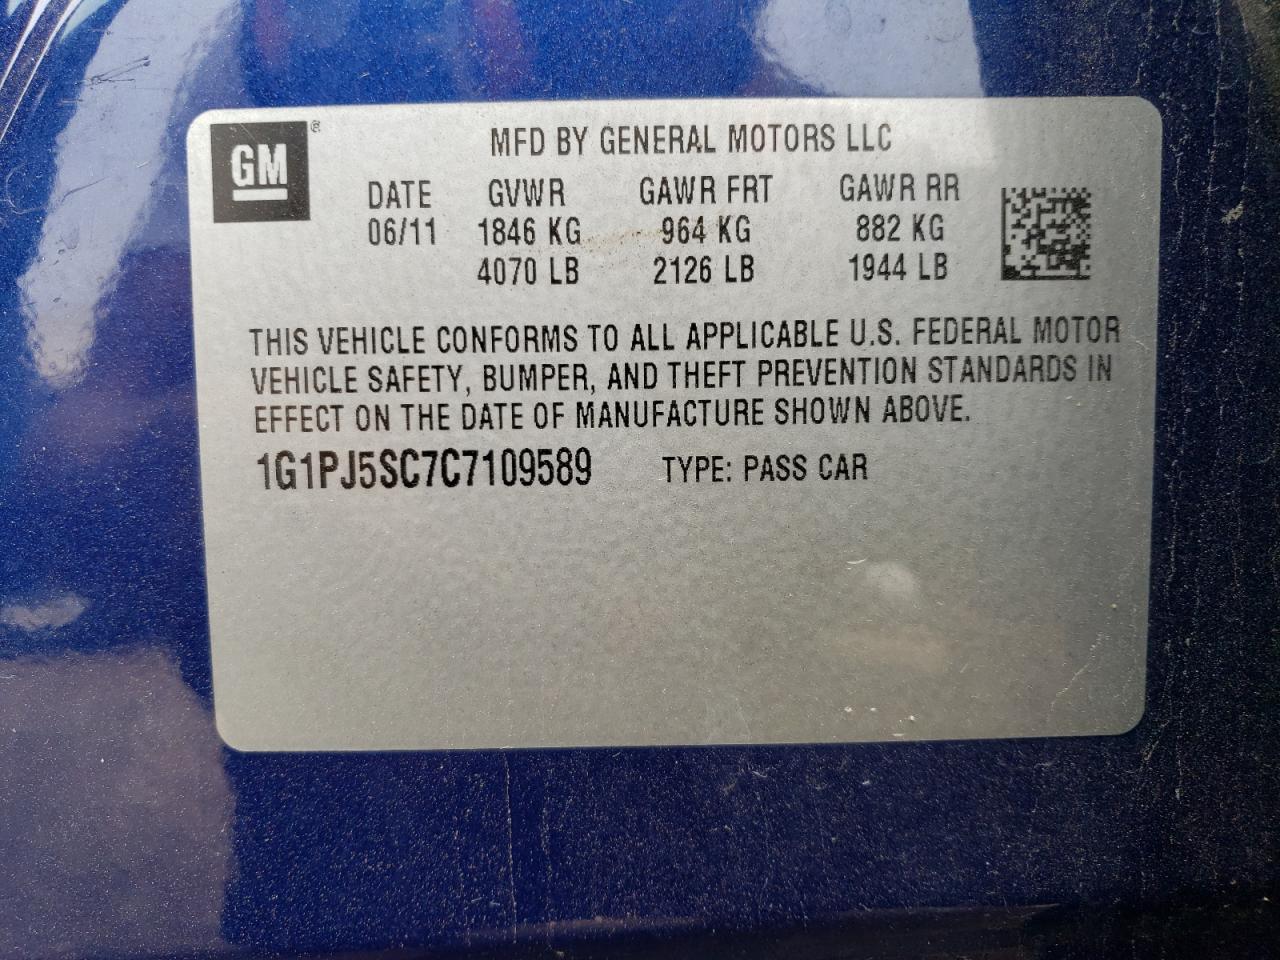 GM ®
MFD BY GENERAL MOTORS LLC
DATE GVWR GAWR FRT GAWR RR
06/11 1846 KG 964 KG 882 KG
4070 LB 2126 LB 1944 LB
THIS VEHICLE CONFORMS TO ALL APPLICABLE U.S. FEDERAL MOTOR
VEHICLE SAFETY, BUMPER, AND THEFT PREVENTION STANDARDS IN
EFFECT ON THE DATE OF MANUFACTURE SHOWN ABOVE.
1G1PJ5SC7C7109589 TYPE: PASS CAR